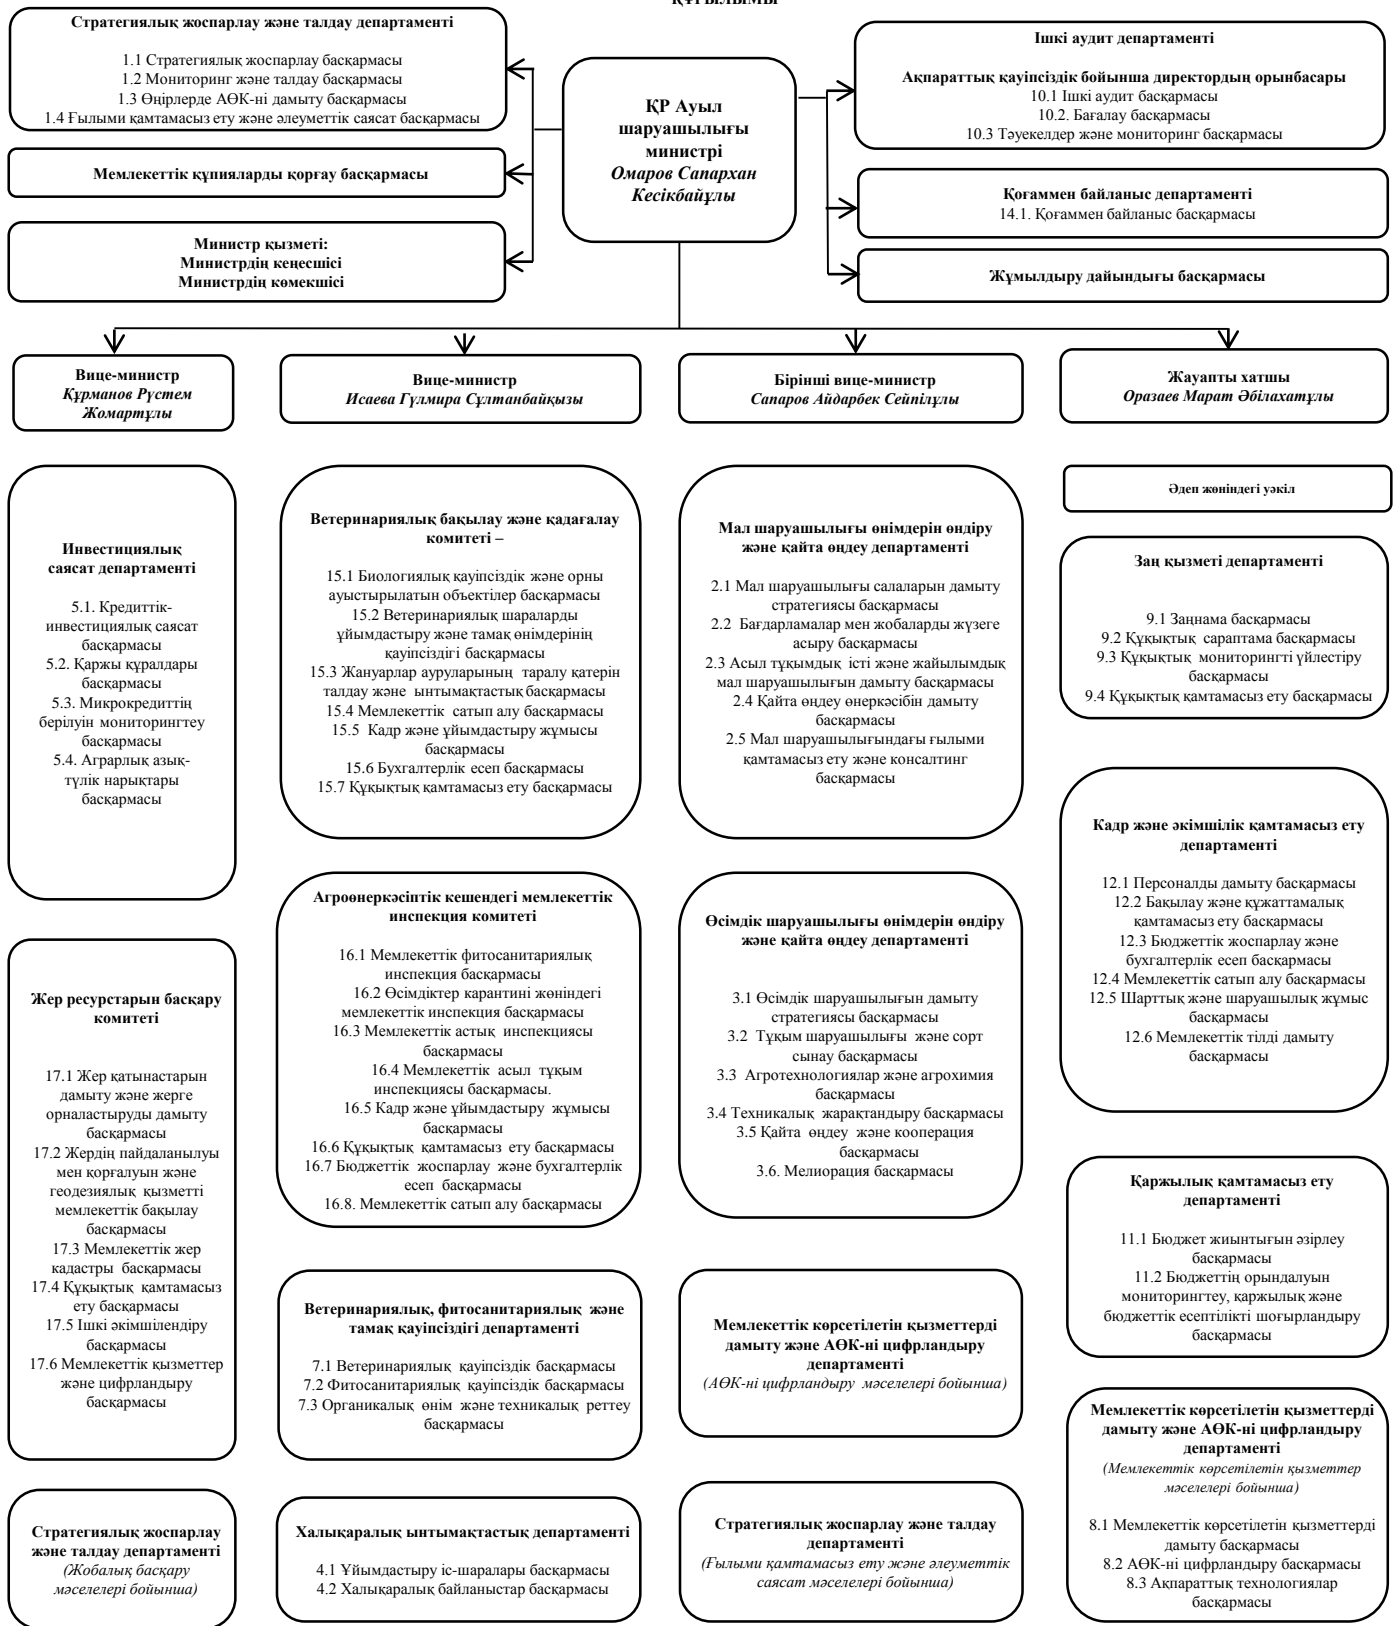 ҚҰРЫЛЫМЫ
Стратегиялық жоспарлау және талдау департаменті
1.1 Стратегиялық жоспарлау басқармасы
1.2 Мониторинг және талдау басқармасы
1.3 Өңірлерде АӨК-ні дамыту басқармасы
1.4 Ғылыми қамтамасыз ету және әлеуметтік саясат басқармасы
Мемлекеттік құпияларды қорғау басқармасы
Министр қызметі:
Министрдің кеңесшісі
Министрдің көмекшісі
ҚР Ауыл
шаруашылығы
министрі
Омаров Сапархан
Кесікбайұлы
Ішкі аудит департаменті
Ақпараттық қауіпсіздік бойынша директордың орынбасары
10.1 Ішкі аудит басқармасы
10.2. Бағалау басқармасы
10.3 Тәуекелдер және мониторинг басқармасы
Қоғаммен байланыс департаменті
14.1. Қоғаммен байланыс басқармасы
Жұмылдыру дайындығы басқармасы
Вице-министр
Құрманов Рүстем
Жомартұлы
Вице-министр
Исаева Гүлмира Сұлтанбайқызы
Бірінші вице-министр
Сапаров Айдарбек Сейпілұлы
Жауапты хатшы
Оразаев Марат Әбілахатұлы
Инвестициялық
саясат департаменті
5.1. Кредиттік-
инвестициялық саясат
басқармасы
5.2. Қаржы құралдары
басқармасы
5.3. Микрокредиттің
берілуін мониторингтеу
басқармасы
5.4. Аграрлық азық-
түлік нарықтары
басқармасы
Жер ресурстарын басқару
комитеті
17.1 Жер қатынастарын
дамыту және жерге
орналастыруды дамыту
басқармасы
17.2 Жердің пайдаланылуы
мен қорғалуын және
геодезиялық қызметті
мемлекеттік бақылау
басқармасы
17.3 Мемлекеттік жер
кадастры басқармасы
17.4 Құқықтық қамтамасыз
ету басқармасы
17.5 Ішкі әкімшілендіру
басқармасы
17.6 Мемлекеттік қызметтер
және цифрландыру
басқармасы
Стратегиялық жоспарлау
және талдау департаменті
(Жобалық басқару
мәселелері бойынша)
Ветеринариялық бақылау және қадағалау
комитеті –
15.1 Биологиялық қауіпсіздік және орны
ауыстырылатын объектілер басқармасы
15.2 Ветеринариялық шараларды
ұйымдастыру және тамақ өнімдерінің
қауіпсіздігі басқармасы
15.3 Жануарлар ауруларының таралу қатерін
талдау және ынтымақтастық басқармасы
15.4 Мемлекеттік сатып алу басқармасы
15.5 Кадр және ұйымдастыру жұмысы
басқармасы
15.6 Бухгалтерлік есеп басқармасы
15.7 Құқықтық қамтамасыз ету басқармасы
Агроөнеркәсіптік кешендегі мемлекеттік
инспекция комитеті
16.1 Мемлекеттік фитосанитариялық
инспекция басқармасы
16.2 Өсімдіктер карантині жөніндегі
мемлекеттік инспекция басқармасы
16.3 Мемлекеттік астық инспекциясы
басқармасы
16.4 Мемлекеттік асыл тұқым
инспекциясы басқармасы.
16.5 Кадр және ұйымдастыру жұмысы
басқармасы
16.6 Құқықтық қамтамасыз ету басқармасы
16.7 Бюджеттік жоспарлау және бухгалтерлік
есеп басқармасы
16.8. Мемлекеттік сатып алу басқармасы
Ветеринариялық, фитосанитариялық және
тамақ қауіпсіздігі департаменті
7.1 Ветеринариялық қауіпсіздік басқармасы
7.2 Фитосанитариялық қауіпсіздік басқармасы
7.3 Органикалық өнім және техникалық реттеу
басқармасы
Халықаралық ынтымақтастық департаменті
4.1 Ұйымдастыру іс-шаралары басқармасы
4.2 Халықаралық байланыстар басқармасы
Мал шаруашылығы өнімдерін өндіру
және қайта өңдеу департаменті
2.1 Мал шаруашылығы салаларын дамыту
стратегиясы басқармасы
2.2 Бағдарламалар мен жобаларды жүзеге
асыру басқармасы
2.3 Асыл тұқымдық істі және жайылымдық
мал шаруашылығын дамыту басқармасы
2.4 Қайта өңдеу өнеркәсібін дамыту
басқармасы
2.5 Мал шаруашылығындағы ғылыми
қамтамасыз ету және консалтинг
басқармасы
Өсімдік шаруашылығы өнімдерін өндіру
және қайта өңдеу департаменті
3.1 Өсімдік шаруашылығын дамыту
стратегиясы басқармасы
3.2 Тұқым шаруашылығы және сорт
сынау басқармасы
3.3 Агротехнологиялар және агрохимия
басқармасы
3.4 Техникалық жарақтандыру басқармасы
3.5 Қайта өңдеу және кооперация
басқармасы
3.6. Мелиорация басқармасы
Мемлекеттік көрсетілетін қызметтерді
дамыту және АӨК-ні цифрландыру
департаменті
(АӨК-ні цифрландыру мәселелері бойынша)
Стратегиялық жоспарлау және талдау
департаменті
(Ғылыми қамтамасыз ету және әлеуметтік
саясат мәселелері бойынша)
Әдеп жөніндегі уәкіл
Заң қызметі департаменті
9.1 Заңнама басқармасы
9.2 Құқықтық сараптама басқармасы
9.3 Құқықтық мониторингті үйлестіру
басқармасы
9.4 Құқықтық қамтамасыз ету басқармасы
Кадр және әкімшілік қамтамасыз ету
департаменті
12.1 Персоналды дамыту басқармасы
12.2 Бақылау және құжаттамалық
қамтамасыз ету басқармасы
12.3 Бюджеттік жоспарлау және
бухгалтерлік есеп басқармасы
12.4 Мемлекеттік сатып алу басқармасы
12.5 Шарттық және шаруашылық жұмыс
басқармасы
12.6 Мемлекеттік тілді дамыту
басқармасы
Қаржылық қамтамасыз ету
департаменті
11.1 Бюджет жиынтығын әзірлеу
басқармасы
11.2 Бюджеттің орындалуын
мониторингтеу, қаржылық және
бюджеттік есептілікті шоғырландыру
басқармасы
Мемлекеттік көрсетілетін қызметтерді
дамыту және АӨК-ні цифрландыру
департаменті
(Мемлекеттік көрсетілетін қызметтер
мәселелері бойынша)
8.1 Мемлекеттік көрсетілетін қызметтерді
дамыту басқармасы
8.2 АӨК-ні цифрландыру басқармасы
8.3 Ақпараттық технологиялар
басқармасы